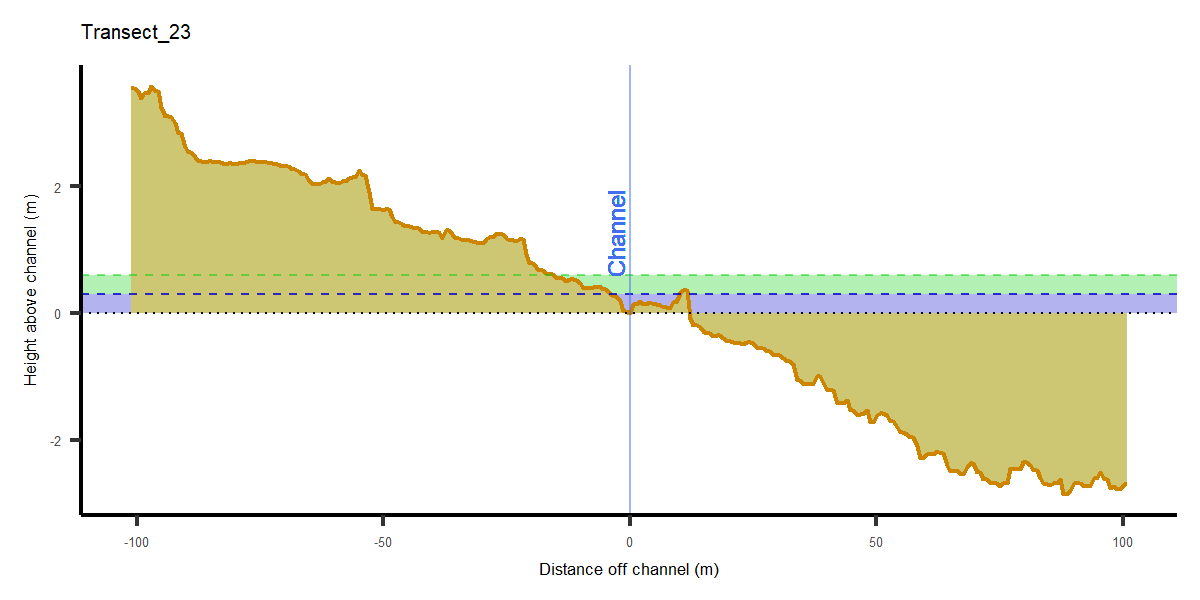 Transect_23
Height above channel (m)
2
0
-2
Channel
-100
-50
0
50
100
Distance off channel (m)